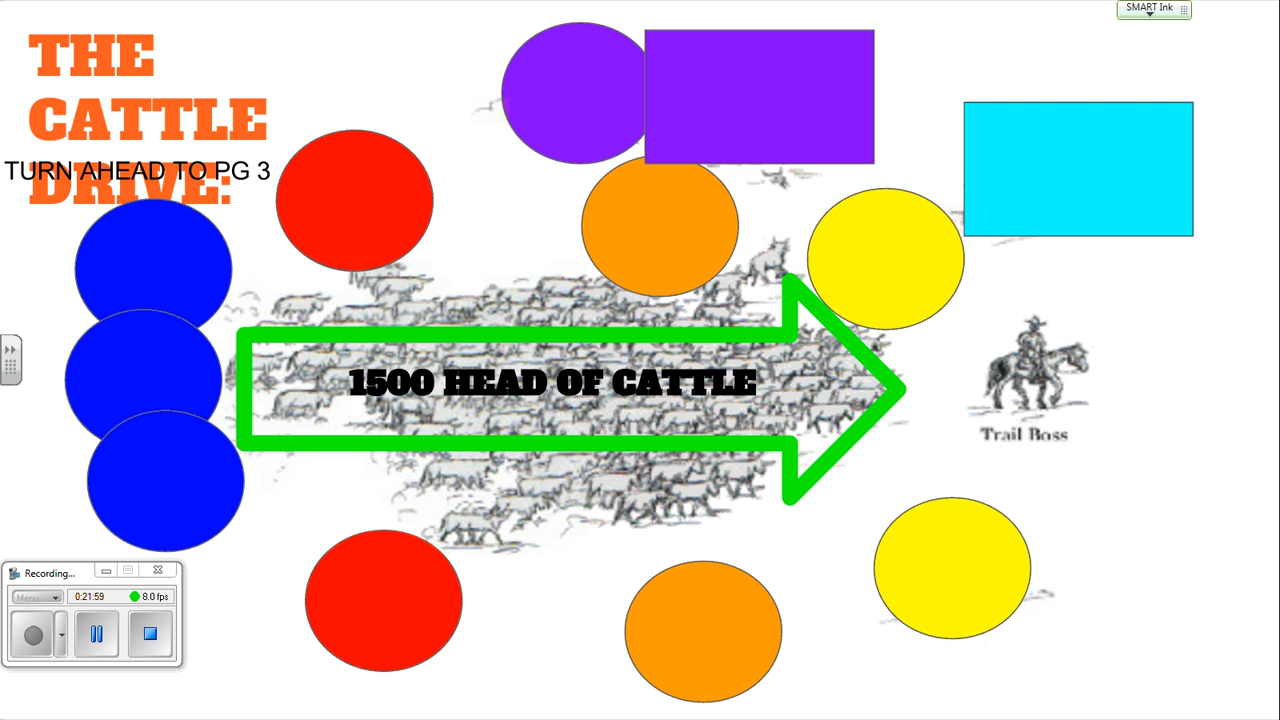 SMART Ink
THE
CATTLE
TURN AHEAD TO PG 3
DRIVE:
1500 HEAD OF CATTLE
Trail Boss
Recording...
Menu
0:21:59
8.0 fps